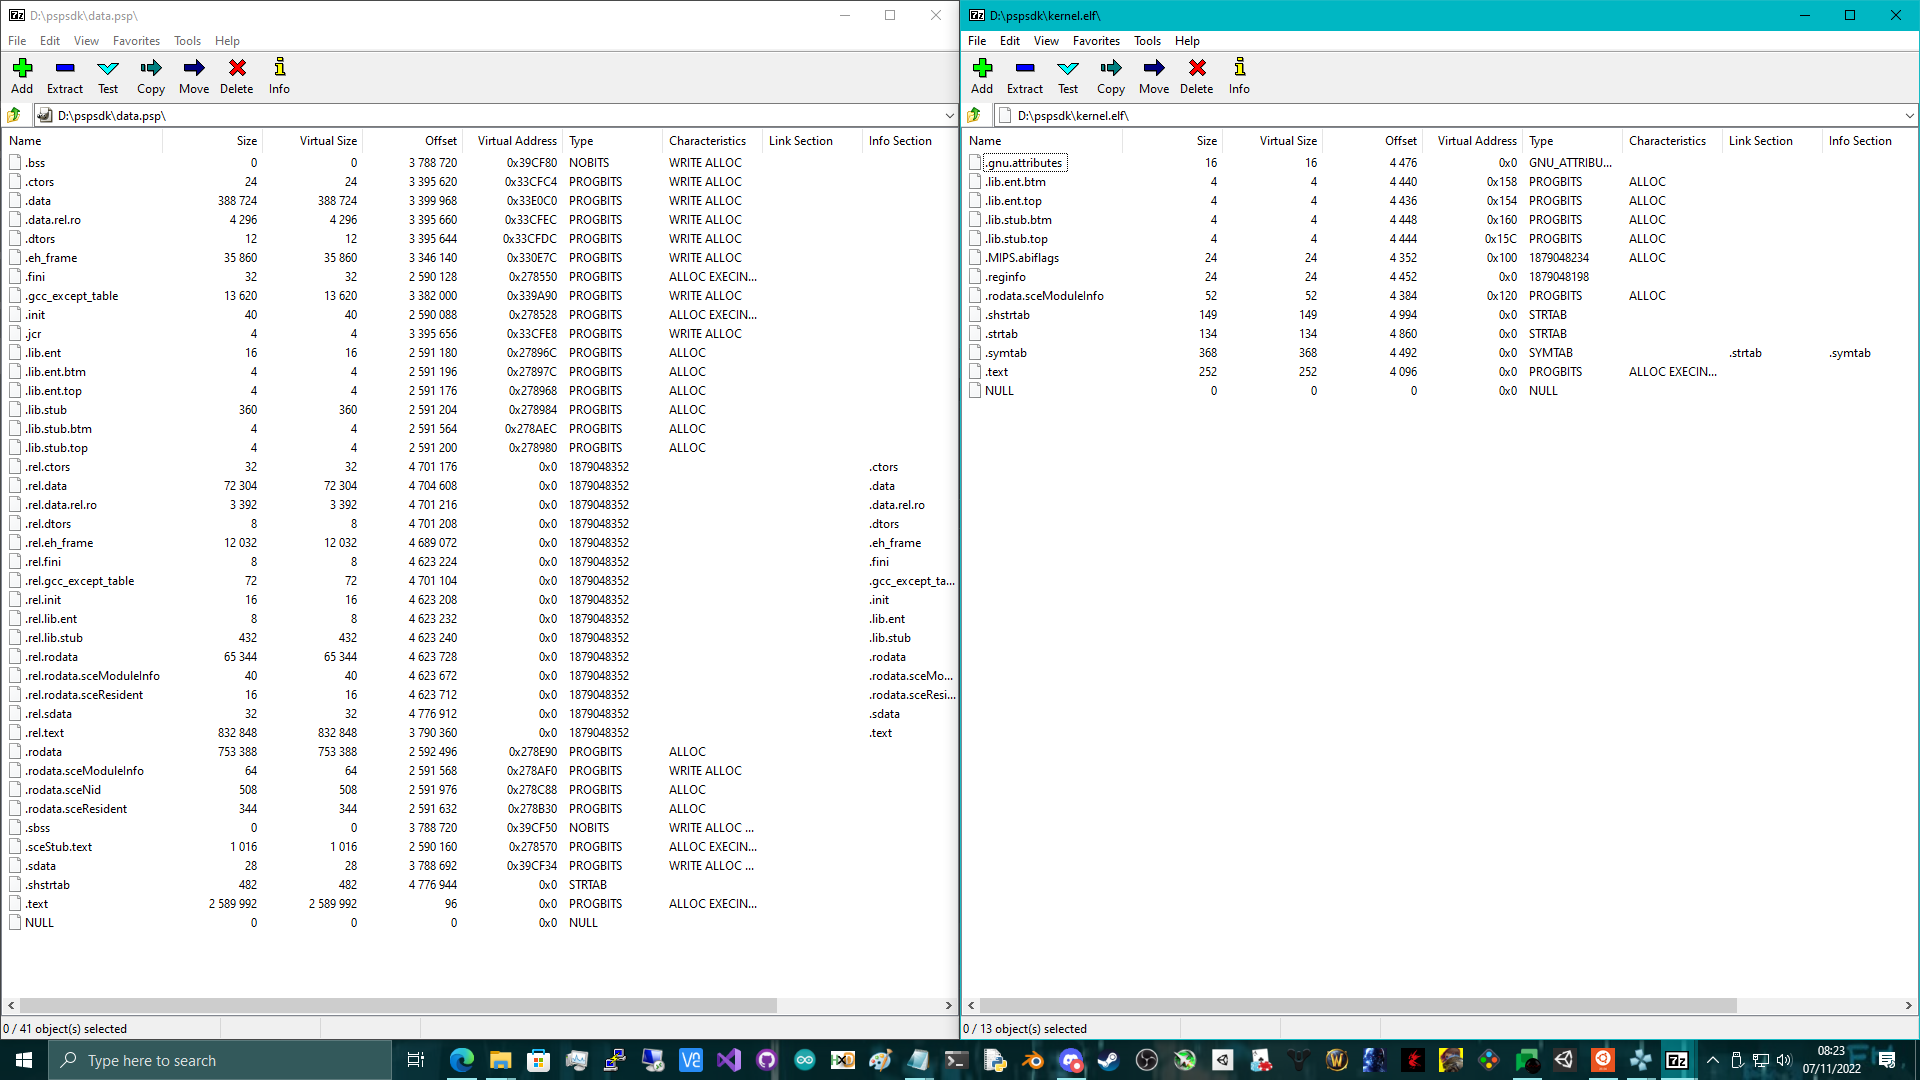 D:\pspsdk\data.psp\
File Edit View Favorites Tools Help
Add Extract Test Copy Move Delete Info
D:\pspsdk\data.psp\
Name Size Virtual Size Offset Virtual Address Type Characteristics Link Section Info Section
.bss 0 0 3 788 720 0x39CF80 NOBITS WRITE ALLOC
.ctors 24 24 3 395 620 0x33CFC4 PROGBITS WRITE ALLOC
.data 388 724 388 724 3 399 968 0x33E0C0 PROGBITS WRITE ALLOC
.data.rel.ro 4 296 4 296 3 395 660 0x33CFEC PROGBITS WRITE ALLOC
.dtors 12 12 3 395 644 0x33CFDC PROGBITS WRITE ALLOC
.eh_frame 35 860 35 860 3 346 140 0x330E7C PROGBITS WRITE ALLOC
.fini 32 32 2 590 128 0x278550 PROGBITS ALLOC EXECIN...
.gcc_except_table 13 620 13 620 3 382 000 0x339A90 PROGBITS WRITE ALLOC
.init 40 40 2 590 088 0x278528 PROGBITS ALLOC EXECIN...
.jcr 4 4 3 395 656 0x33CFE8 PROGBITS WRITE ALLOC
.lib.ent 16 16 2 591 180 0x27896C PROGBITS ALLOC
.lib.ent.btm 4 4 2 591 196 0x27897C PROGBITS ALLOC
.lib.ent.top 4 4 2 591 176 0x278968 PROGBITS ALLOC
.lib.stub 360 360 2 591 204 0x278984 PROGBITS ALLOC
.lib.stub.btm 4 4 2 591 564 0x278AEC PROGBITS ALLOC
.lib.stub.top 4 4 2 591 200 0x278980 PROGBITS ALLOC
.rel.ctors 32 32 4 701 176 0x0 1879048352 .ctors
.rel.data 72 304 72 304 4 704 608 0x0 1879048352 .data
.rel.data.rel.ro 3 392 3 392 4 701 216 0x0 1879048352 .data.rel.ro
.rel.dtors 8 8 4 701 208 0x0 1879048352 .dtors
.rel.eh_frame 12 032 12 032 4 689 072 0x0 1879048352 .eh_frame
.rel.fini 8 8 4 623 224 0x0 1879048352 .fini
.rel.gcc_except_table 72 72 4 701 104 0x0 1879048352 .gcc_except_ta...
.rel.init 16 16 4 623 208 0x0 1879048352 .init
.rel.lib.ent 8 8 4 623 232 0x0 1879048352 .lib.ent
.rel.lib.stub 432 432 4 623 240 0x0 1879048352 .lib.stub
.rel.rodata 65 344 65 344 4 623 728 0x0 1879048352 .rodata
.rel.rodata.sceModuleInfo 40 40 4 623 672 0x0 1879048352 .rodata.sceMo...
.rel.rodata.sceResident 16 16 4 623 712 0x0 1879048352 .rodata.sceResi...
.rel.sdata 32 32 4 776 912 0x0 1879048352 .sdata
.rel.text 832 848 832 848 3 790 360 0x0 1879048352 .text
.rodata 753 388 753 388 2 592 496 0x278E90 PROGBITS ALLOC
.rodata.sceModuleInfo 64 64 2 591 568 0x278AF0 PROGBITS WRITE ALLOC
.rodata.sceNid 508 508 2 591 976 0x278C88 PROGBITS ALLOC
.rodata.sceResident 344 344 2 591 632 0x278B30 PROGBITS ALLOC
.sbss 0 0 3 788 720 0x39CF50 NOBITS WRITE ALLOC ...
.sceStub.text 1 016 1 016 2 590 160 0x278570 PROGBITS ALLOC EXECIN...
.sdata 28 28 3 788 692 0x39CF34 PROGBITS WRITE ALLOC ...
.shstrtab 482 482 4 776 944 0x0 STRTAB
.text 2 589 992 2 589 992 96 0x0 PROGBITS ALLOC EXECIN...
NULL 0 0 0 0x0 NULL
0 / 41 object(s) selected
D:\pspsdk\kernel.elf\
File Edit View Favorites Tools Help
Add Extract Test Copy Move Delete Info
D:\pspsdk\kernel.elf\
Name Size Virtual Size Offset Virtual Address Type Characteristics Link Section Info Section
.gnu.attributes 16 16 4 476 0x0 GNU_ATTRIBU...
.lib.ent.btm 4 4 4 440 0x158 PROGBITS ALLOC
.lib.ent.top 4 4 4 436 0x154 PROGBITS ALLOC
.lib.stub.btm 4 4 4 448 0x160 PROGBITS ALLOC
.lib.stub.top 4 4 4 444 0x15C PROGBITS ALLOC
.MIPS.abiflags 24 24 4 352 0x100 1879048234 ALLOC
.reginfo 24 24 4 452 0x0 1879048198
.rodata.sceModuleInfo 52 52 4 384 0x120 PROGBITS ALLOC
.shstrtab 149 149 4 994 0x0 STRTAB
.strtab 134 134 4 860 0x0 STRTAB
.symtab 368 368 4 492 0x0 SYMTAB .strtab .symtab
.text 252 252 4 096 0x0 PROGBITS ALLOC EXECIN...
NULL 0 0 0 0x0 NULL
0 / 13 object(s) selected
Type here to search
08:23
07/11/2022